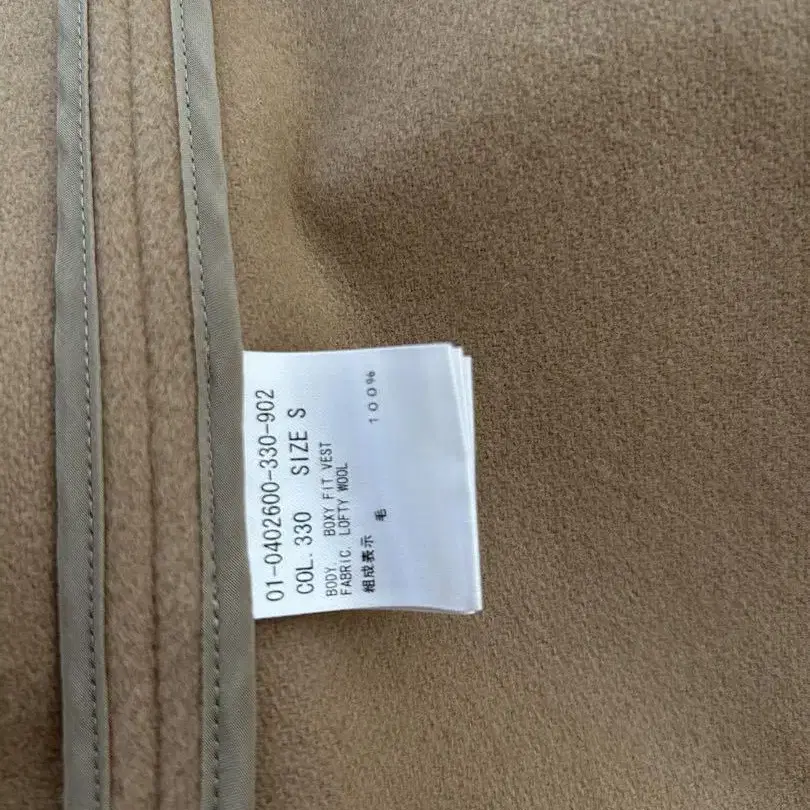 01-0402600-330-902
COL. 330 SIZE S
BODY. BOXY FIT VEST
FABRIC. LOFTY WOOL
組成表示 毛 100%